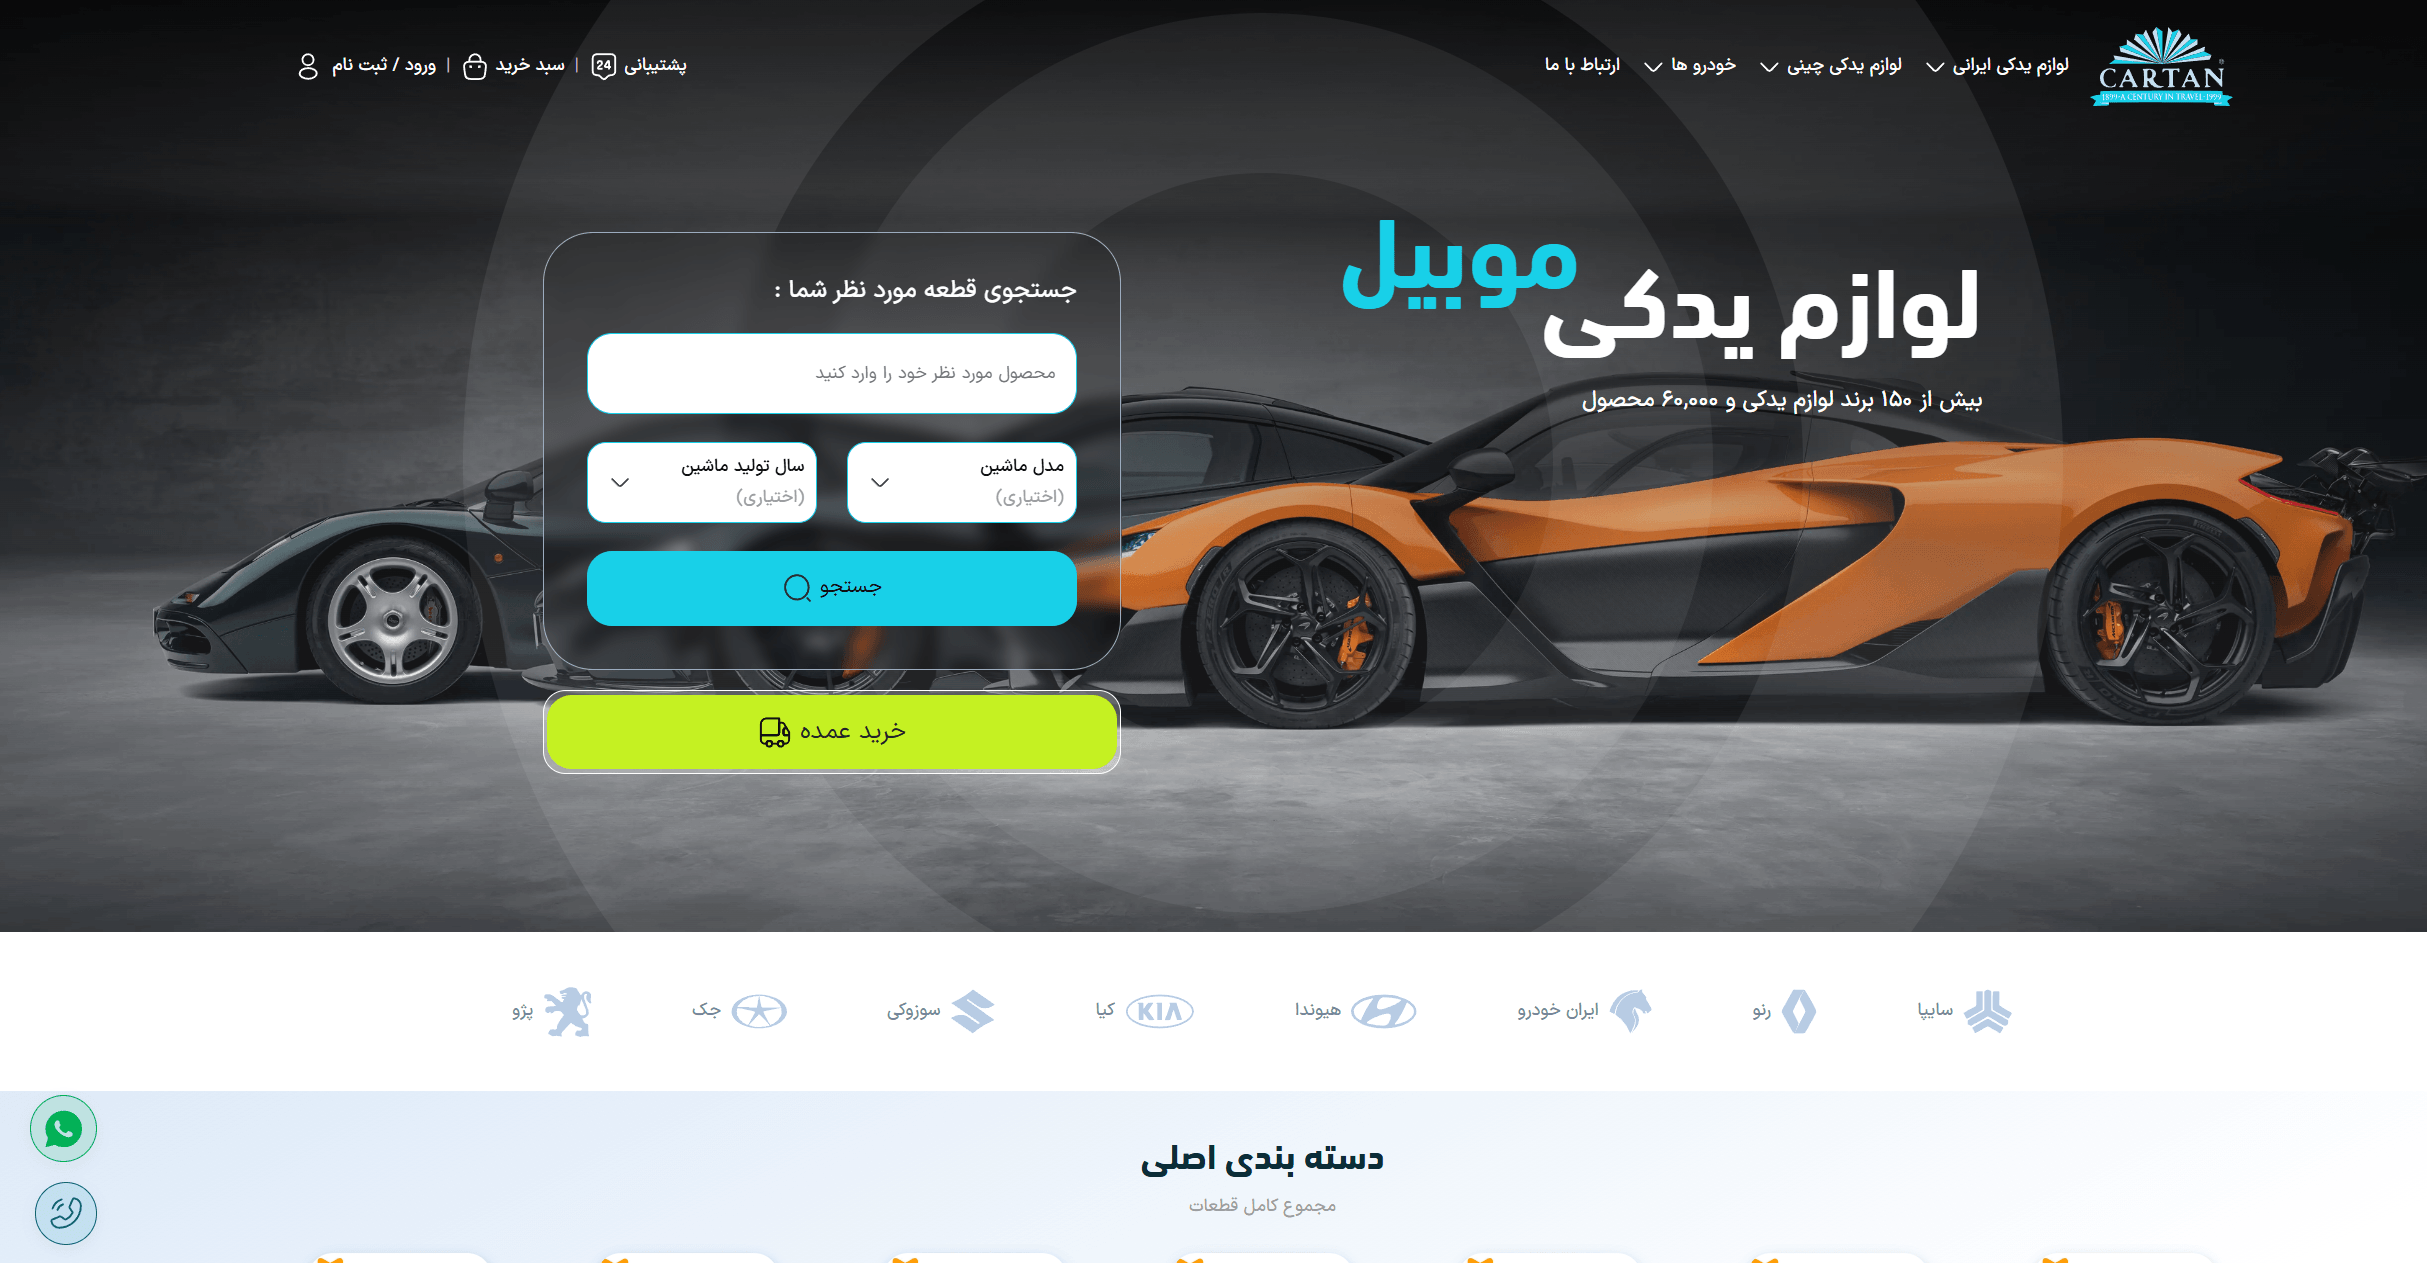 CARTAN
1899-A CENTURY IN TRAVEL-1999
لوازم یدکی ایرانی
لوازم یدکی چینی
خودرو ها
ارتباط با ما
پشتیبانی
24
سبد خرید
ورود / ثبت نام
لوازم یدکی موبیل
بیش از ۱۵۰ برند لوازم یدکی و ۶۰,۰۰۰ محصول
جستجوی قطعه مورد نظر شما :
محصول مورد نظر خود را وارد کنید
مدل ماشین
(اختیاری)
سال تولید ماشین
(اختیاری)
جستجو
خرید عمده
سایپا
رنو
ایران خودرو
هیوندا
KIA
کیا
سوزوکی
جک
پژو
دسته بندی اصلی
مجموع کامل قطعات